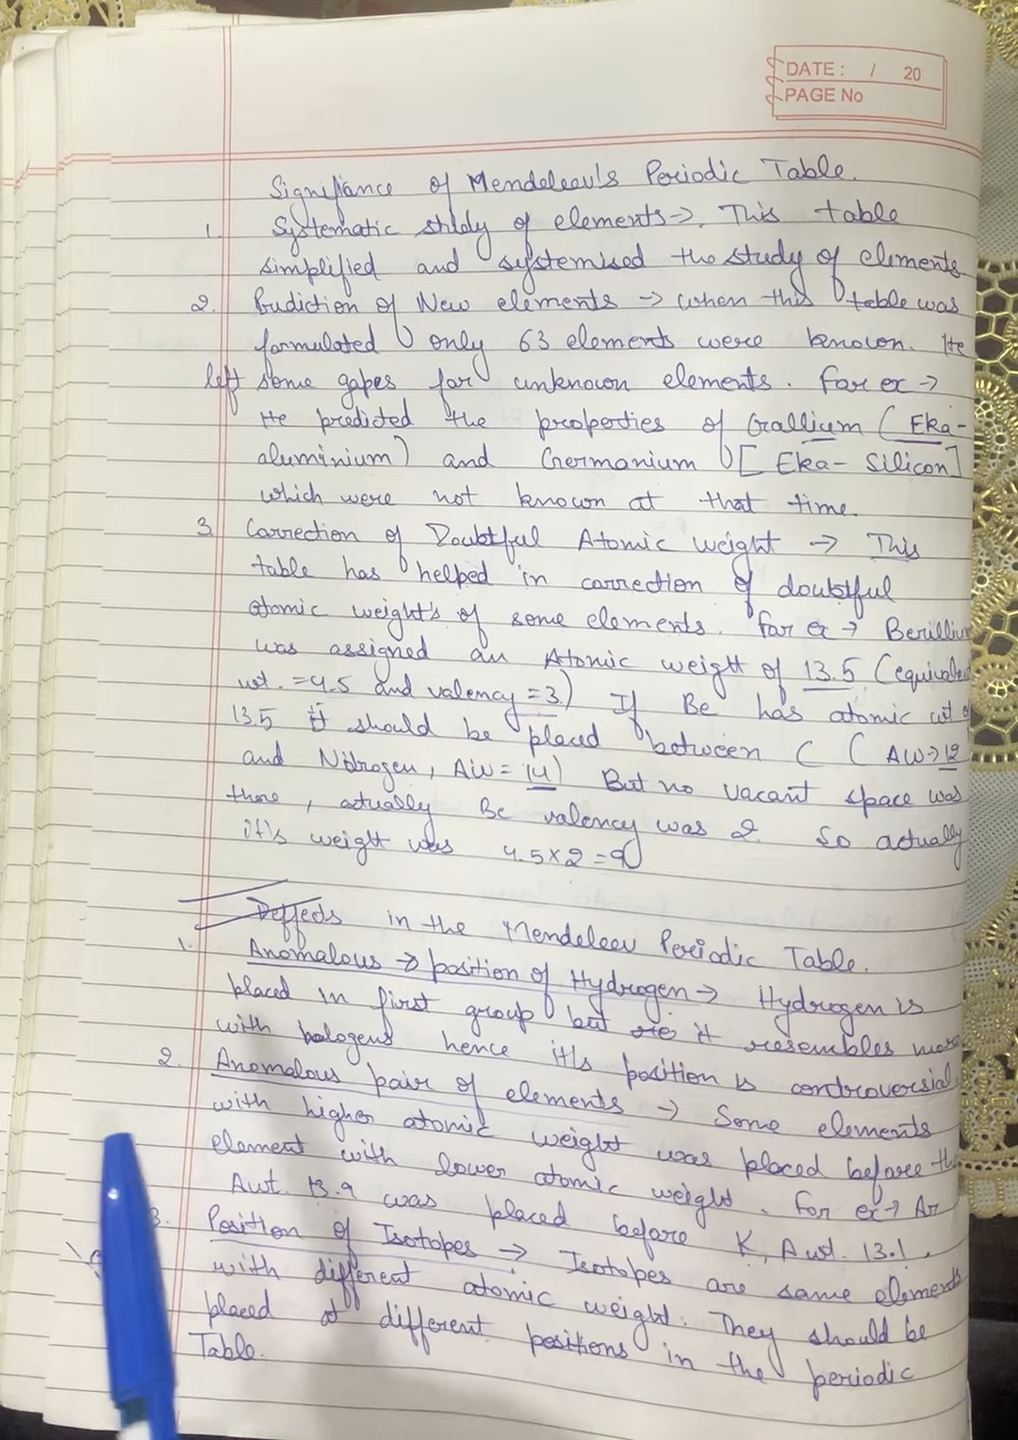 DATE: / 20
PAGE No
Signifiance of Mendeleev's Periodic Table.
1. Systematic study of elements →. This table
simplified and systemised the study of elements
2. Prudiction of New elements → when this table was
formulated only 63 elements were known. He
left some gapes for unknown elements. For ex →
He predicted the properties of Grallium (Eka-
aluminium) and Germanium [Eka- Silicon]
which were not known at that time.
3. Correction of Doubtful Atomic weight → This
table has helped in correction of doubtful
atomic weight's of some elements. For ex → Berillium
was assigned an Atomic weight of 13.5 (equivalent
wt. = 4.5 and valency = 3.) If Be has atomic wt of
13.5 it should be placed between C (AW → 12
and Nitrogen, AW = 14) But no vacant space was
there, actually Be valency was 2. So actually
it's weight was 4.5 × 2 = 9
Deffects in the Mendeleev Periodic Table.
1. Anomalous → position of Hydrogen → Hydrogen is
placed in first group but it resembles more
with halogens hence it's position is controversial.
2. Anomalous pair of elements → Some elements
with higher atomic weight was placed before the
element with lower atomic weight. For ex → Ar
Awt. 13.9 was placed before K, Awt. 13.1.
3. Position of Isotopes → Isotopes are same elements
with different atomic weight. They should be
placed at different positions in the periodic
Table.